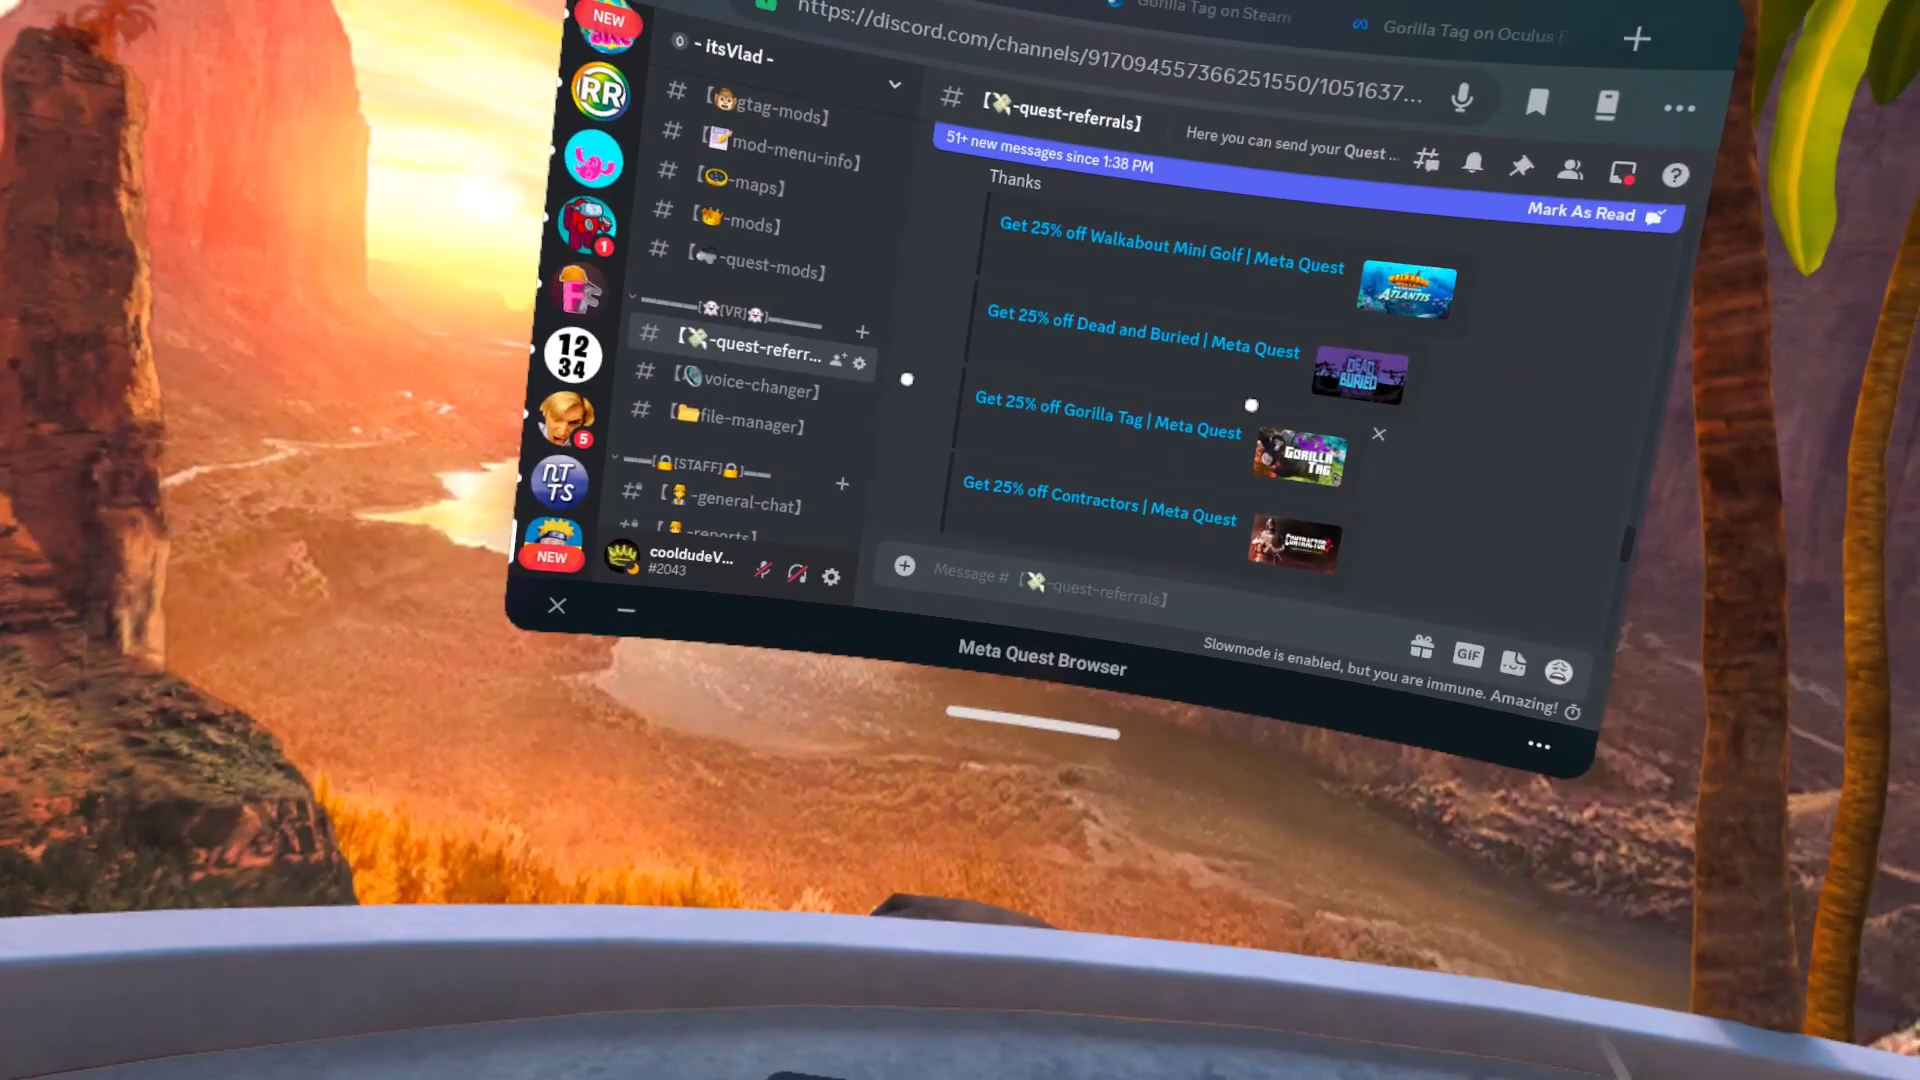 Gorilla Tag on Steam
Gorilla Tag on Oculus
https://discord.com/channels/917094557366251550/1051637...
NEW
- itsVlad -
【🐵gtag-mods】
【📝mod-menu-info】
【-maps】
【-mods】
【-quest-mods】
[👻[VR]👻]
【💸-quest-referr...
【voice-changer】
【📁file-manager】
[🔒[STAFF]🔒]
【-general-chat】
【-reports】
RR
1
FF
12
34
5
NT
TS
NEW
cooldudeV...
#2043
【💸-quest-referrals】
Here you can send your Quest ...
51+ new messages since 1:38 PM
Mark As Read
Thanks
Get 25% off Walkabout Mini Golf | Meta Quest
ATLANTIS
Get 25% off Dead and Buried | Meta Quest
DEAD
BURIED
Get 25% off Gorilla Tag | Meta Quest
GORILLA
TAG
Get 25% off Contractors | Meta Quest
CONTRACTORS
Message # 【💸-quest-referrals】
GIF
Slowmode is enabled, but you are immune. Amazing!
Meta Quest Browser